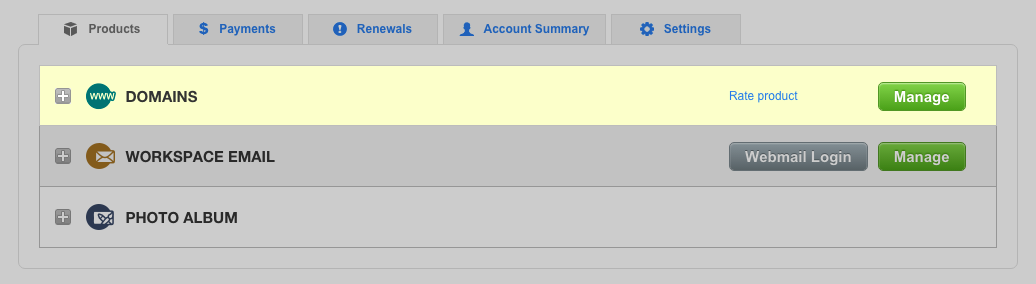 Products $ Payments Renewals Account Summary Settings
www DOMAINS Rate product Manage
WORKSPACE EMAIL Webmail Login Manage
PHOTO ALBUM